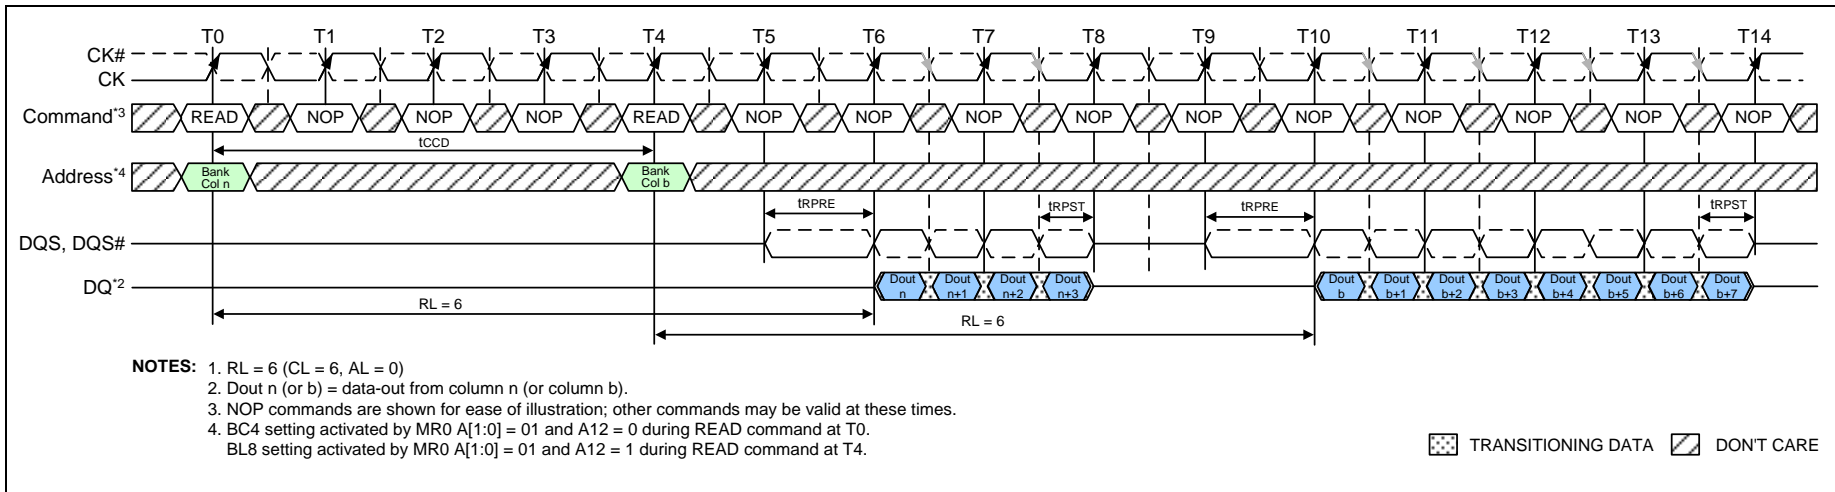 T0 T1 T2 T3 T4 T5 T6 T7 T8 T9 T10 T11 T12 T13 T14
CK#
CK
Command*3 READ NOP NOP NOP READ NOP NOP NOP NOP NOP NOP NOP NOP NOP NOP
tCCD
Address*4 Bank Col n Bank Col b
tRPRE tRPST tRPRE tRPST
DQS, DQS#
DQ*2 Dout n Dout n+1 Dout n+2 Dout n+3 Dout b Dout b+1 Dout b+2 Dout b+3 Dout b+4 Dout b+5 Dout b+6 Dout b+7
RL = 6
RL = 6
NOTES: 1. RL = 6 (CL = 6, AL = 0)
2. Dout n (or b) = data-out from column n (or column b).
3. NOP commands are shown for ease of illustration; other commands may be valid at these times.
4. BC4 setting activated by MR0 A[1:0] = 01 and A12 = 0 during READ command at T0.
BL8 setting activated by MR0 A[1:0] = 01 and A12 = 1 during READ command at T4.
TRANSITIONING DATA DON'T CARE